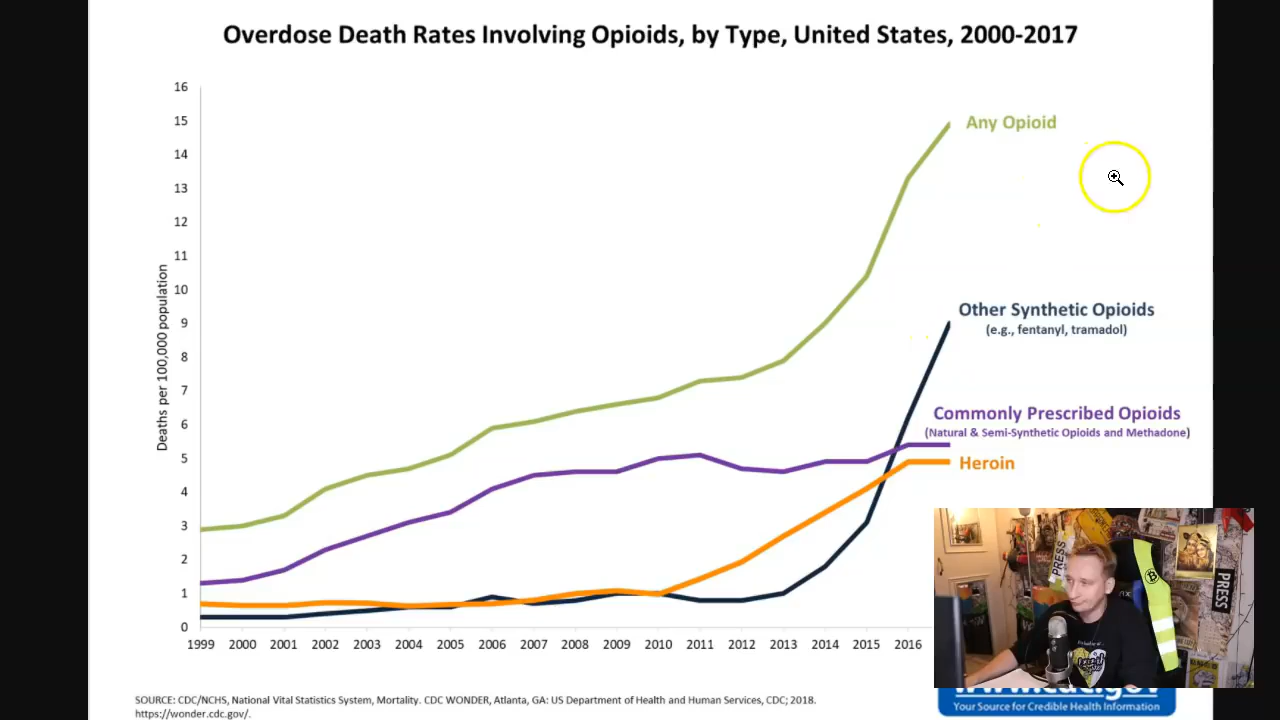 Overdose Death Rates Involving Opioids, by Type, United States, 2000-2017
16
15
14
13
12
11
10
9
8
7
6
5
4
3
2
1
0
Deaths per 100,000 population
Any Opioid
Other Synthetic Opioids
(e.g., fentanyl, tramadol)
Commonly Prescribed Opioids
(Natural & Semi-Synthetic Opioids and Methadone)
Heroin
1999 2000 2001 2002 2003 2004 2005 2006 2007 2008 2009 2010 2011 2012 2013 2014 2015 2016
PRESS
PRESS
SOURCE: CDC/NCHS, National Vital Statistics System, Mortality. CDC WONDER, Atlanta, GA: US Department of Health and Human Services, CDC; 2018.
https://wonder.cdc.gov/.
www.cdc.gov
Your Source for Credible Health Information